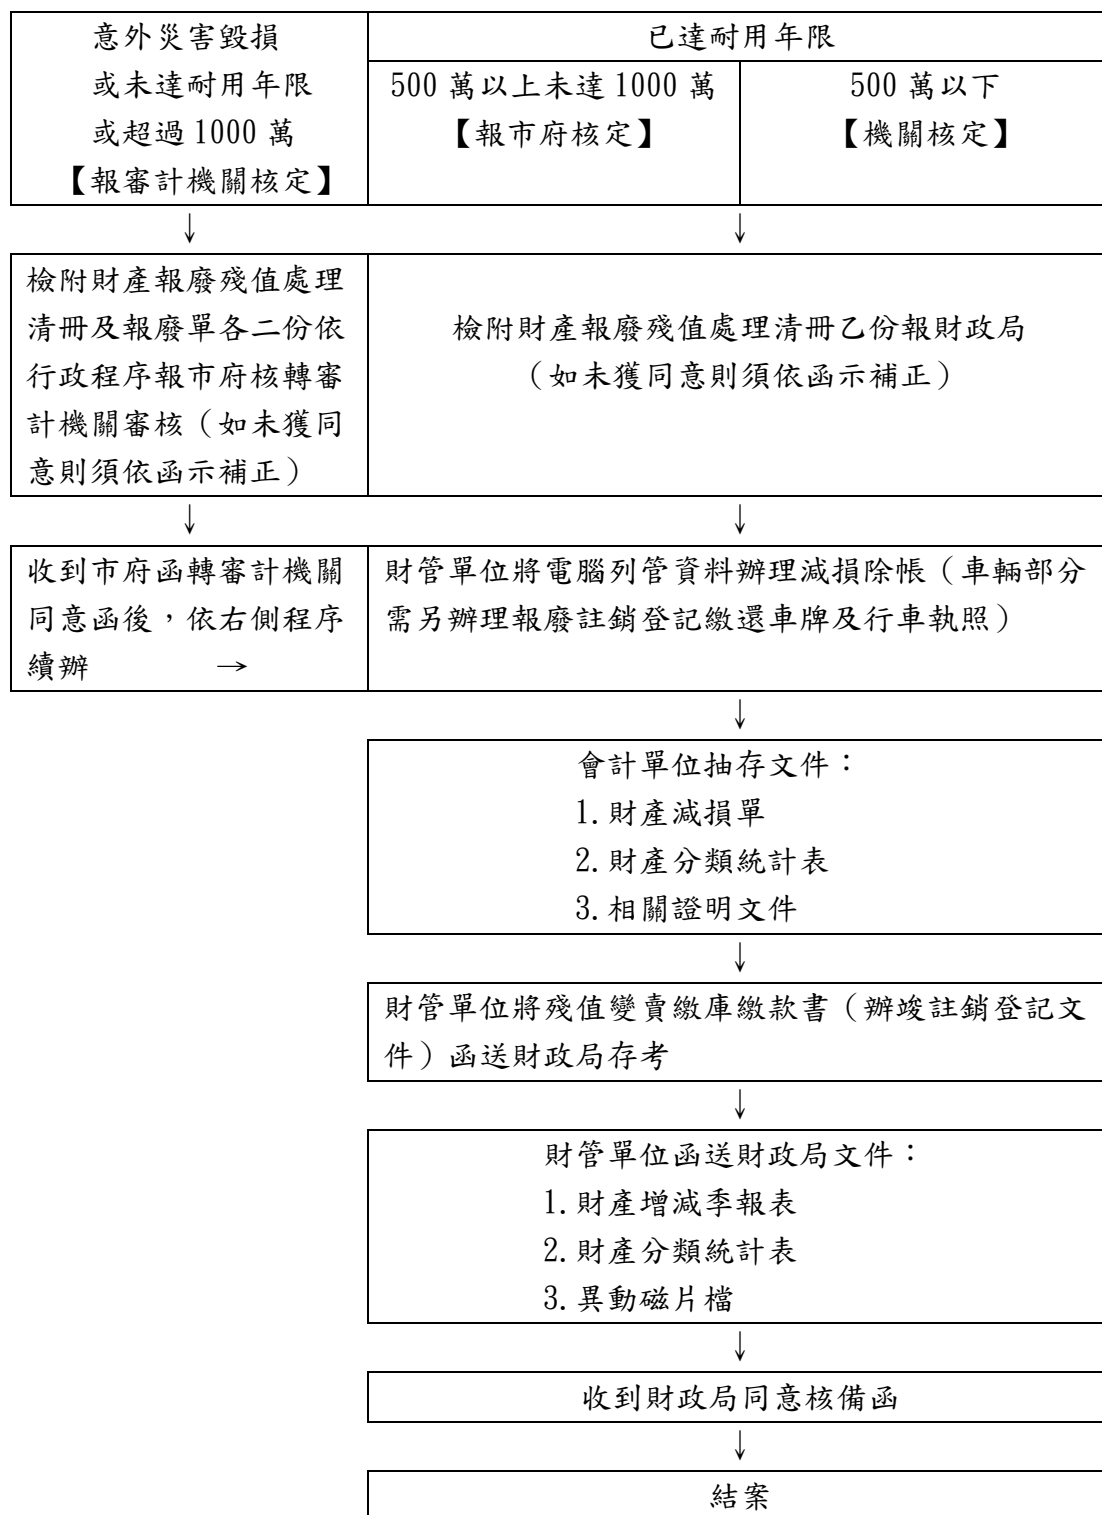 意外災害毀損
或未達耐用年限
或超過 1000 萬
【報審計機關核定】
已達耐用年限
500 萬以上未達 1000 萬
【報市府核定】
500 萬以下
【機關核定】
↓
↓
檢附財產報廢殘值處理
清冊及報廢單各二份依
行政程序報市府核轉審
計機關審核（如未獲同
意則須依函示補正）
檢附財產報廢殘值處理清冊乙份報財政局
（如未獲同意則須依函示補正）
↓
↓
收到市府函轉審計機關
同意函後，依右側程序
續辦 →
財管單位將電腦列管資料辦理減損除帳（車輛部分
需另辦理報廢註銷登記繳還車牌及行車執照）
↓
會計單位抽存文件：
1.財產減損單
2.財產分類統計表
3.相關證明文件
↓
財管單位將殘值變賣繳庫繳款書（辦竣註銷登記文
件）函送財政局存考
↓
財管單位函送財政局文件：
1.財產增減季報表
2.財產分類統計表
3.異動磁片檔
↓
收到財政局同意核備函
↓
結案